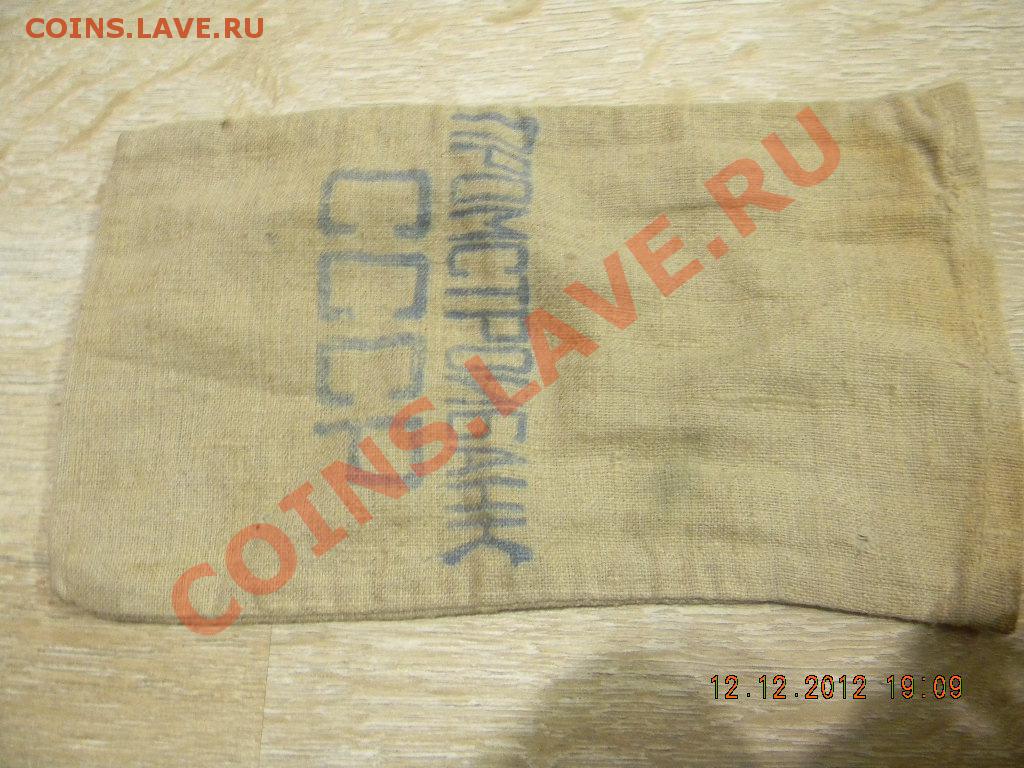 COINS.LAVE.RU
ПРОМСТРОЙБАНК
СССР
COINS.LAVE.RU
12.12.2012 19:09